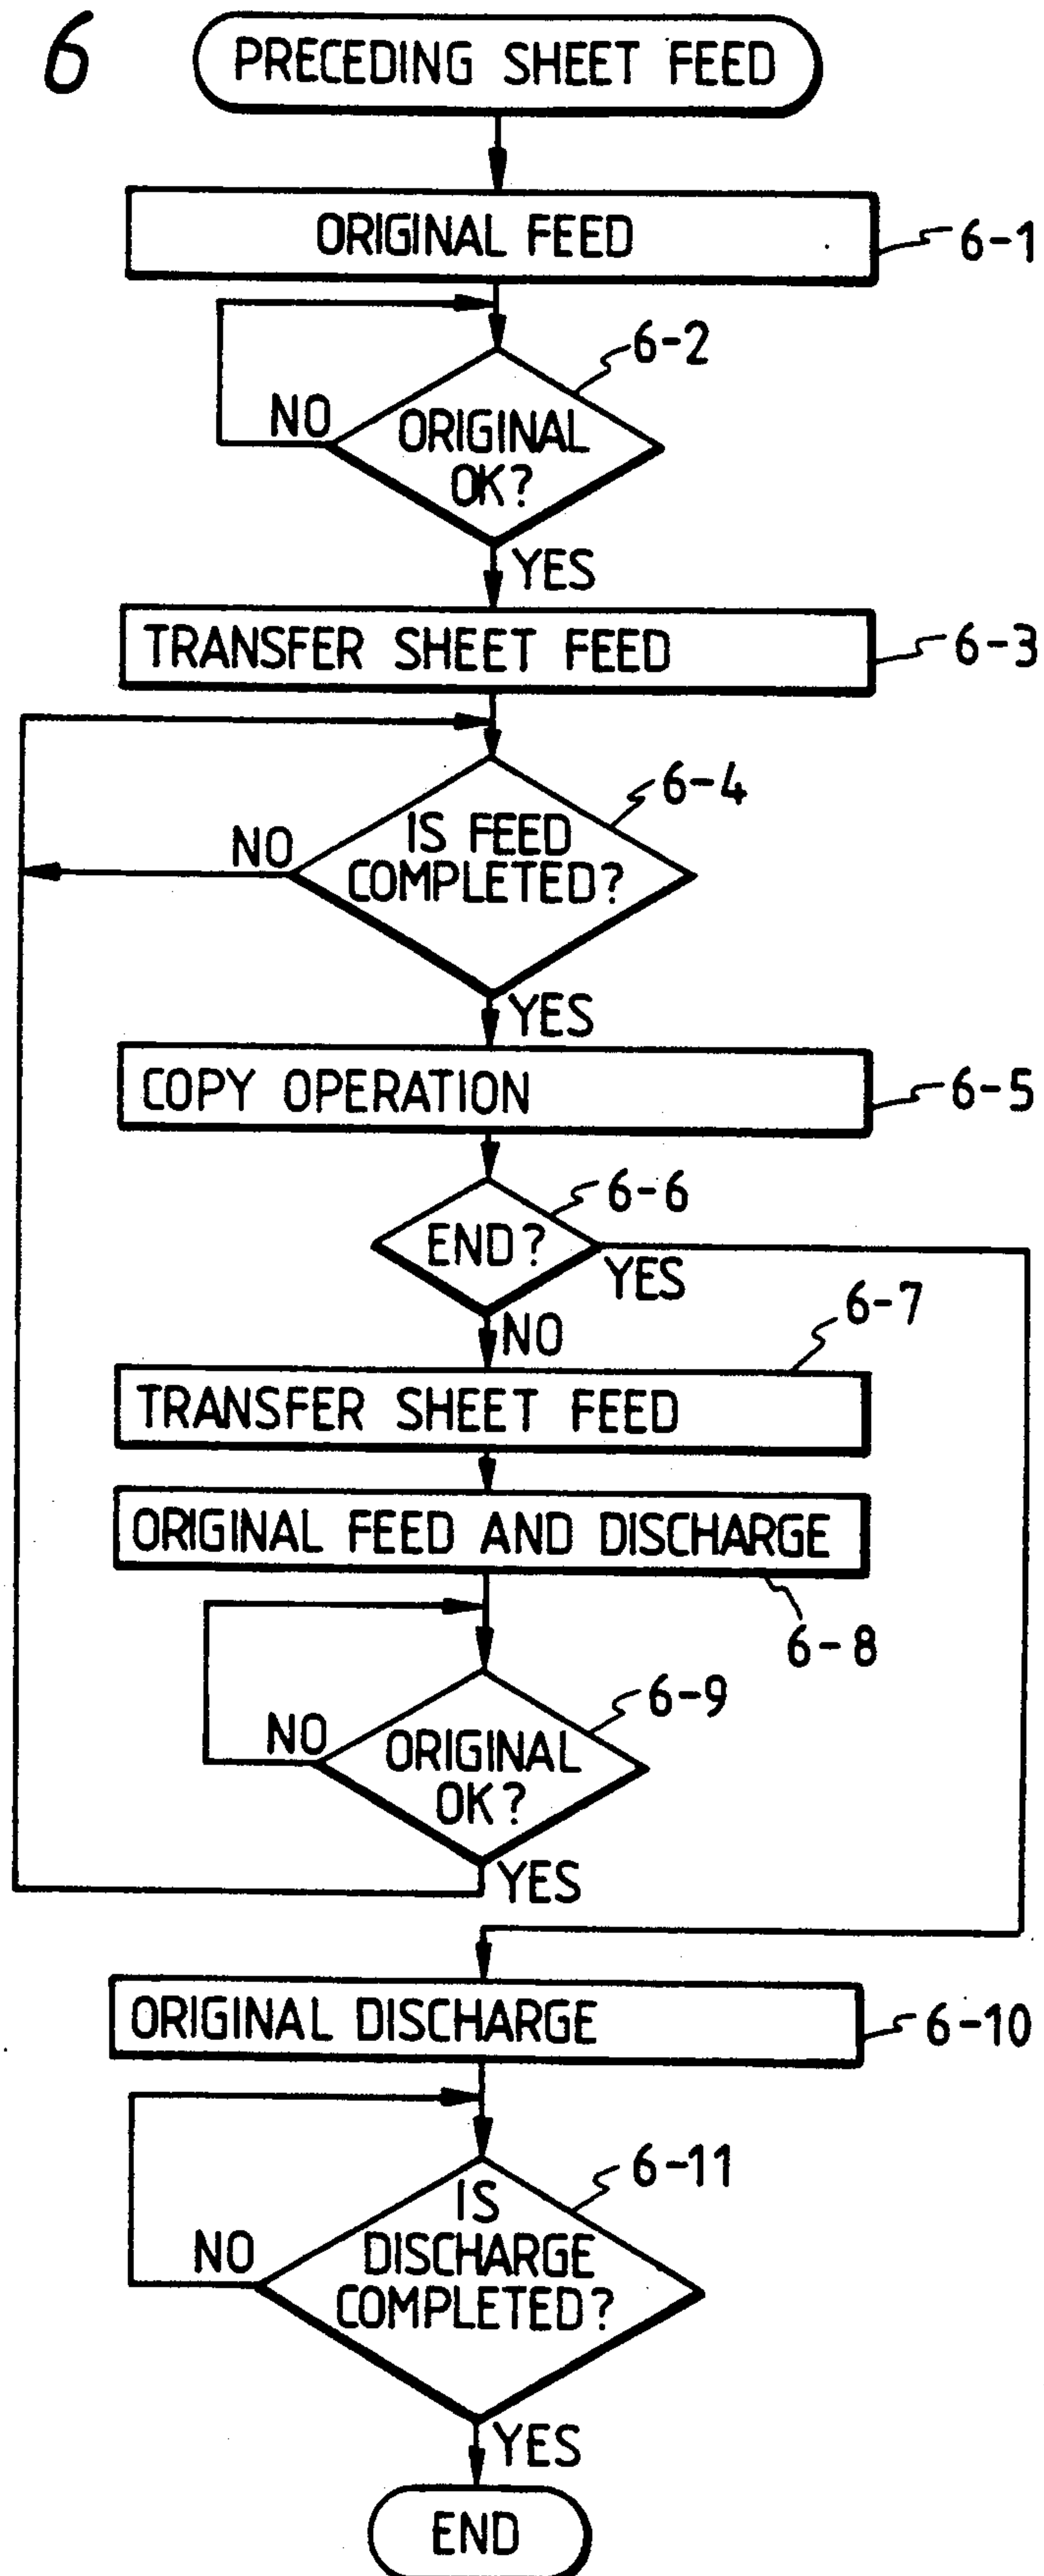 6
PRECEDING SHEET FEED
ORIGINAL FEED
6-1
6-2
NO
ORIGINAL
OK?
YES
TRANSFER SHEET FEED
6-3
6-4
NO
IS FEED
COMPLETED?
YES
COPY OPERATION
6-5
6-6
END?
YES
NO
6-7
TRANSFER SHEET FEED
ORIGINAL FEED AND DISCHARGE
6-8
6-9
NO
ORIGINAL
OK?
YES
ORIGINAL DISCHARGE
6-10
6-11
IS
NO
DISCHARGE
COMPLETED?
YES
END